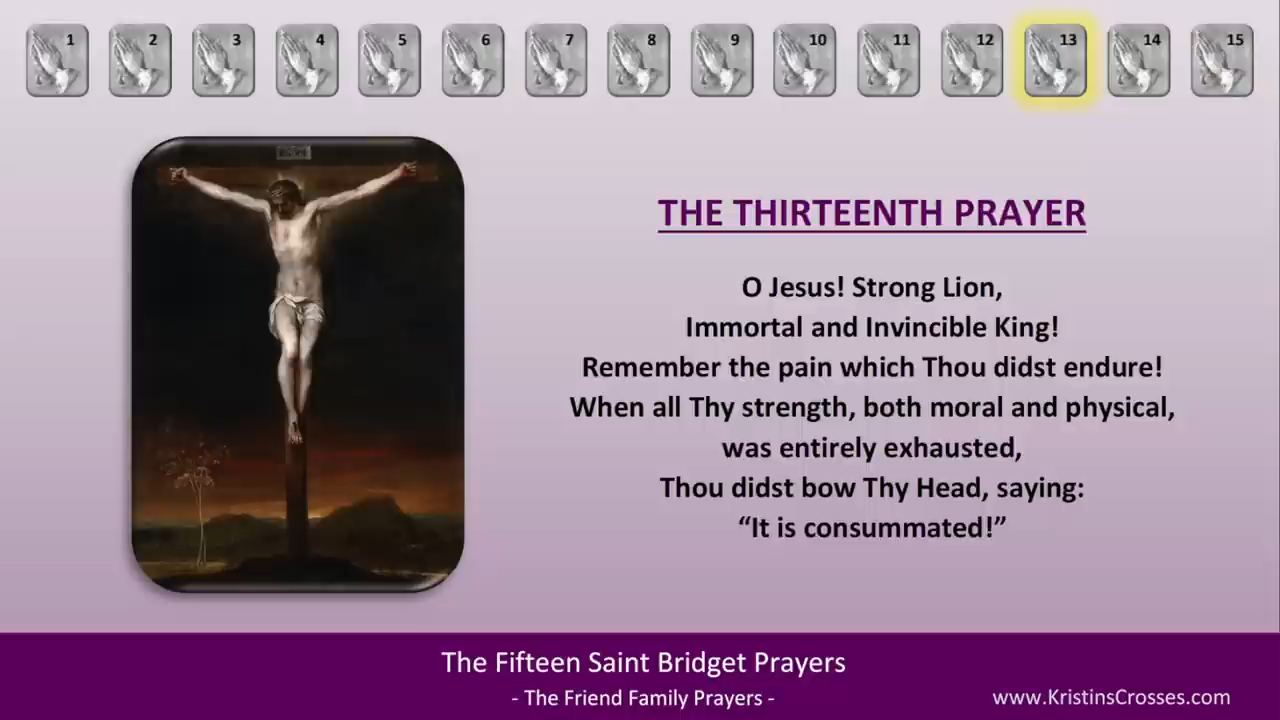 1 2 3 4 5 6 7 8 9 10 11 12 13 14 15
THE THIRTEENTH PRAYER
O Jesus! Strong Lion,
Immortal and Invincible King!
Remember the pain which Thou didst endure!
When all Thy strength, both moral and physical,
was entirely exhausted,
Thou didst bow Thy Head, saying:
“It is consummated!”
The Fifteen Saint Bridget Prayers
- The Friend Family Prayers -
www.KristinsCrosses.com